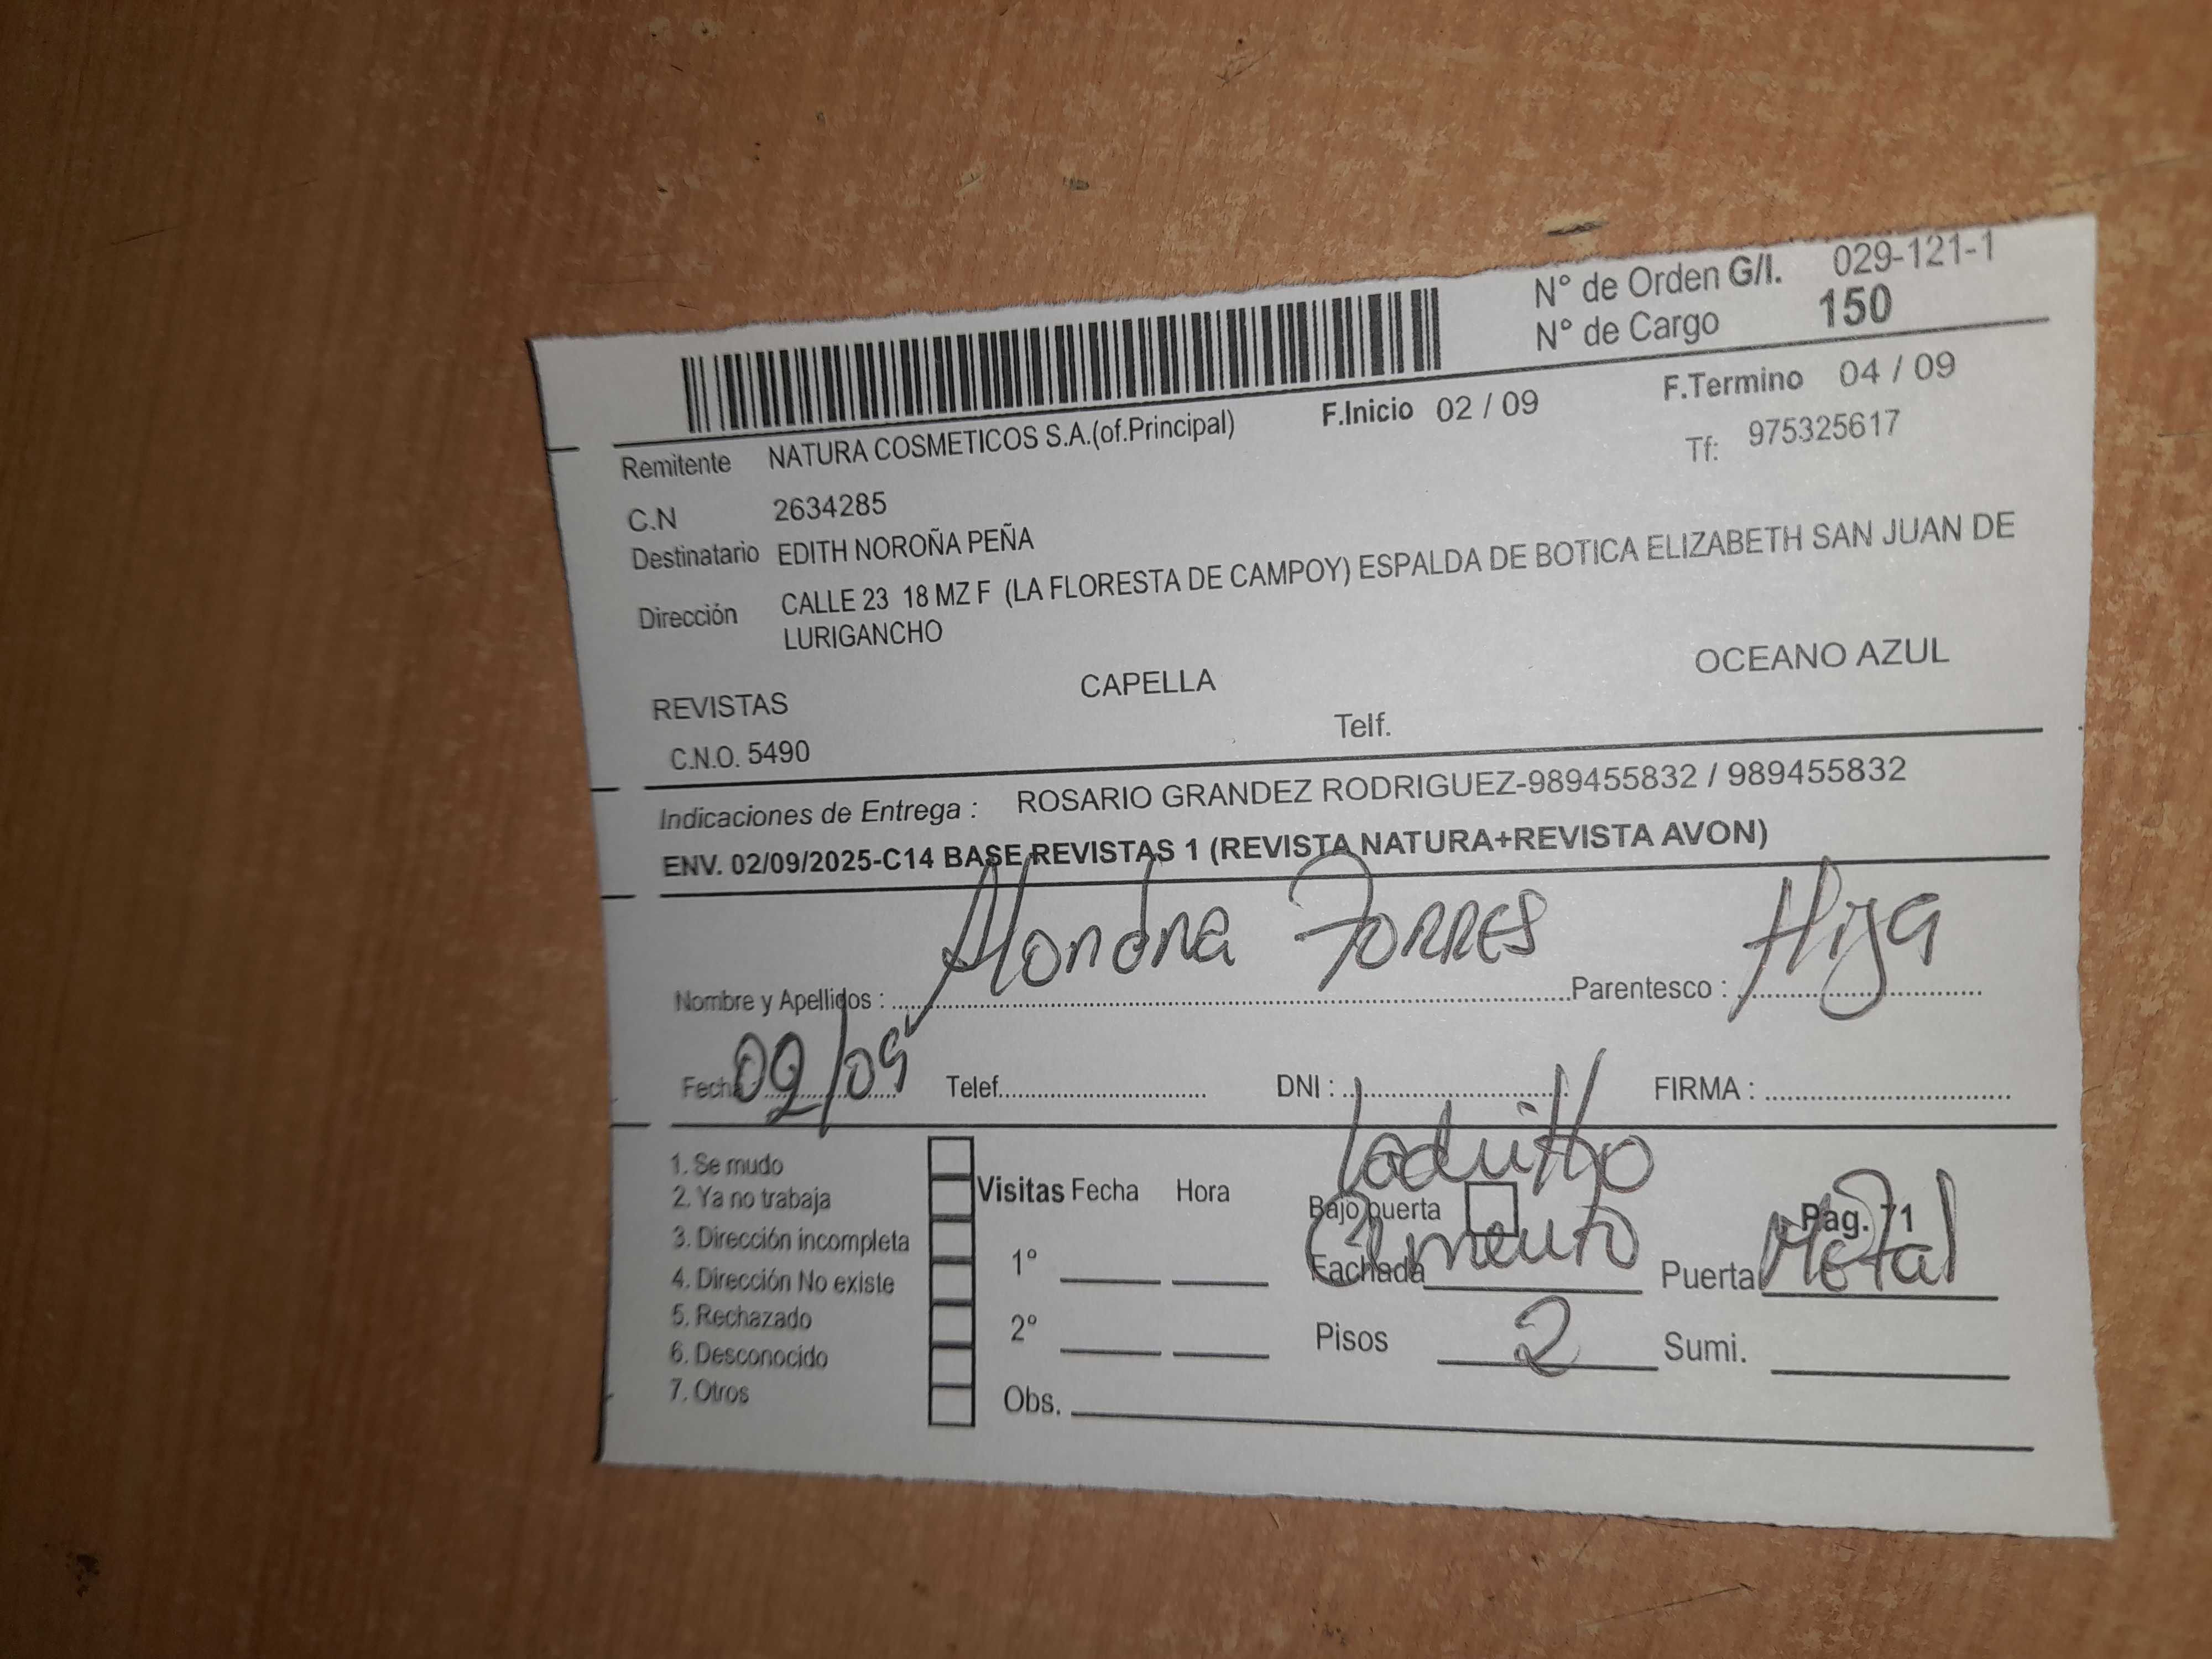 N° de Orden G/I. 029-121-1
N° de Cargo 150
F.Inicio 02 / 09 F.Termino 04 / 09
Remitente NATURA COSMETICOS S.A.(of.Principal) Tf: 975325617
C.N 2634285
Destinatario EDITH NOROÑA PEÑA
Dirección CALLE 23 18 MZ F (LA FLORESTA DE CAMPOY) ESPALDA DE BOTICA ELIZABETH SAN JUAN DE
LURIGANCHO
REVISTAS CAPELLA OCEANO AZUL
C.N.O. 5490 Telf.
Indicaciones de Entrega : ROSARIO GRANDEZ RODRIGUEZ-989455832 / 989455832
ENV. 02/09/2025-C14 BASE REVISTAS 1 (REVISTA NATURA+REVISTA AVON)
Nombre y Apellidos : Alondra Torres Parentesco : Hija
Fecha : 02/09 Telef. DNI : FIRMA :
Ladrillo
1. Se mudo
2. Ya no trabaja
3. Dirección incompleta
4. Dirección No existe
5. Rechazado
6. Desconocido
7. Otros
Visitas Fecha Hora
1°
2°
Obs.
Bajo puerta Pag. 71
Fachada Cemento Puerta Metal
Pisos 2 Sumi.